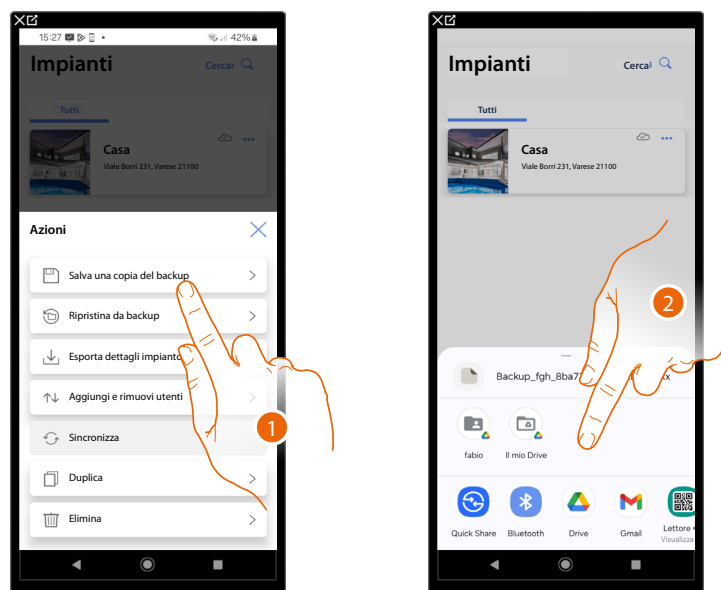 15:27
42%
Impianti
Cerca
Tutti
Casa
Viale Borri 231, Varese 21100
Azioni
Salva una copia del backup
Ripristina da backup
Esporta dettagli impianto
Aggiungi e rimuovi utenti
Sincronizza
Duplica
Elimina
1
Impianti
Cerca
Tutti
Casa
Viale Borri 231, Varese 21100
2
fabio
Il mio Drive
Quick Share
Bluetooth
Drive
Gmail
Lettore
Visualizza